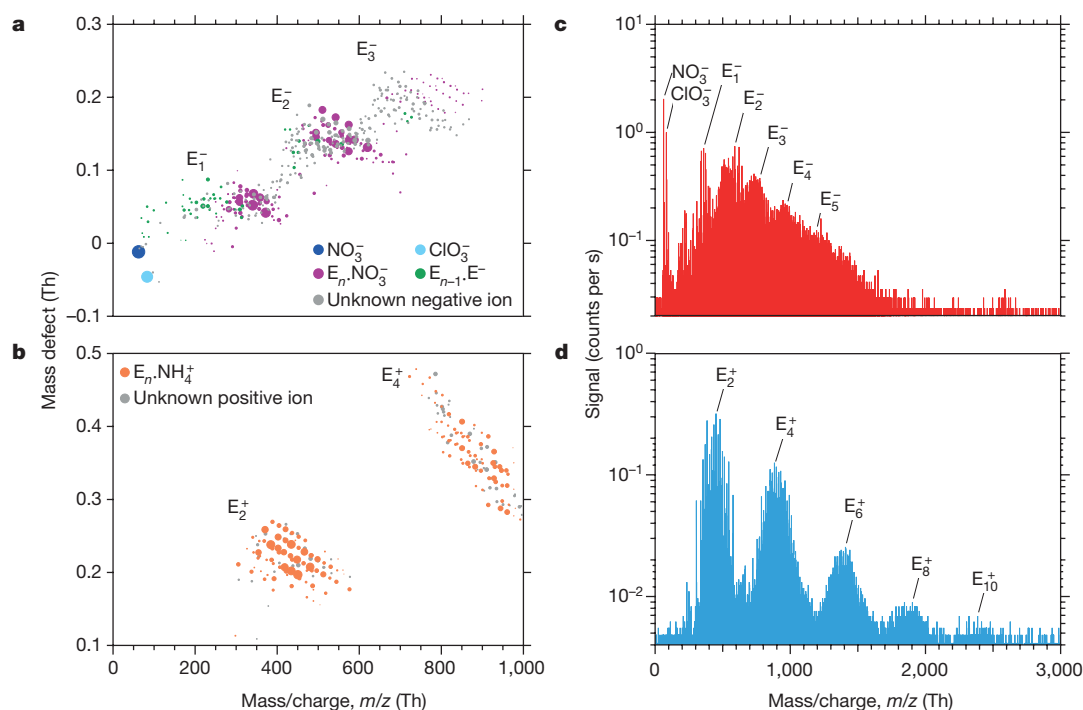 a
E₃⁻
E₂⁻
E₁⁻
0.3
0.2
0.1
0
−0.1
NO₃⁻
ClO₃⁻
Eₙ.NO₃⁻
Eₙ₋₁.E⁻
Unknown negative ion
Mass defect (Th)
b
Eₙ.NH₄⁺
Unknown positive ion
E₄⁺
E₂⁺
0.5
0.4
0.3
0.2
0.1
0
200
400
600
800
1,000
Mass/charge, m/z (Th)
c
10¹
10⁰
10⁻¹
NO₃⁻
ClO₃⁻
E₁⁻
E₂⁻
E₃⁻
E₄⁻
E₅⁻
Signal (counts per s)
d
10⁰
10⁻¹
10⁻²
E₂⁺
E₄⁺
E₆⁺
E₈⁺
E₁₀⁺
0
1,000
2,000
3,000
Mass/charge, m/z (Th)